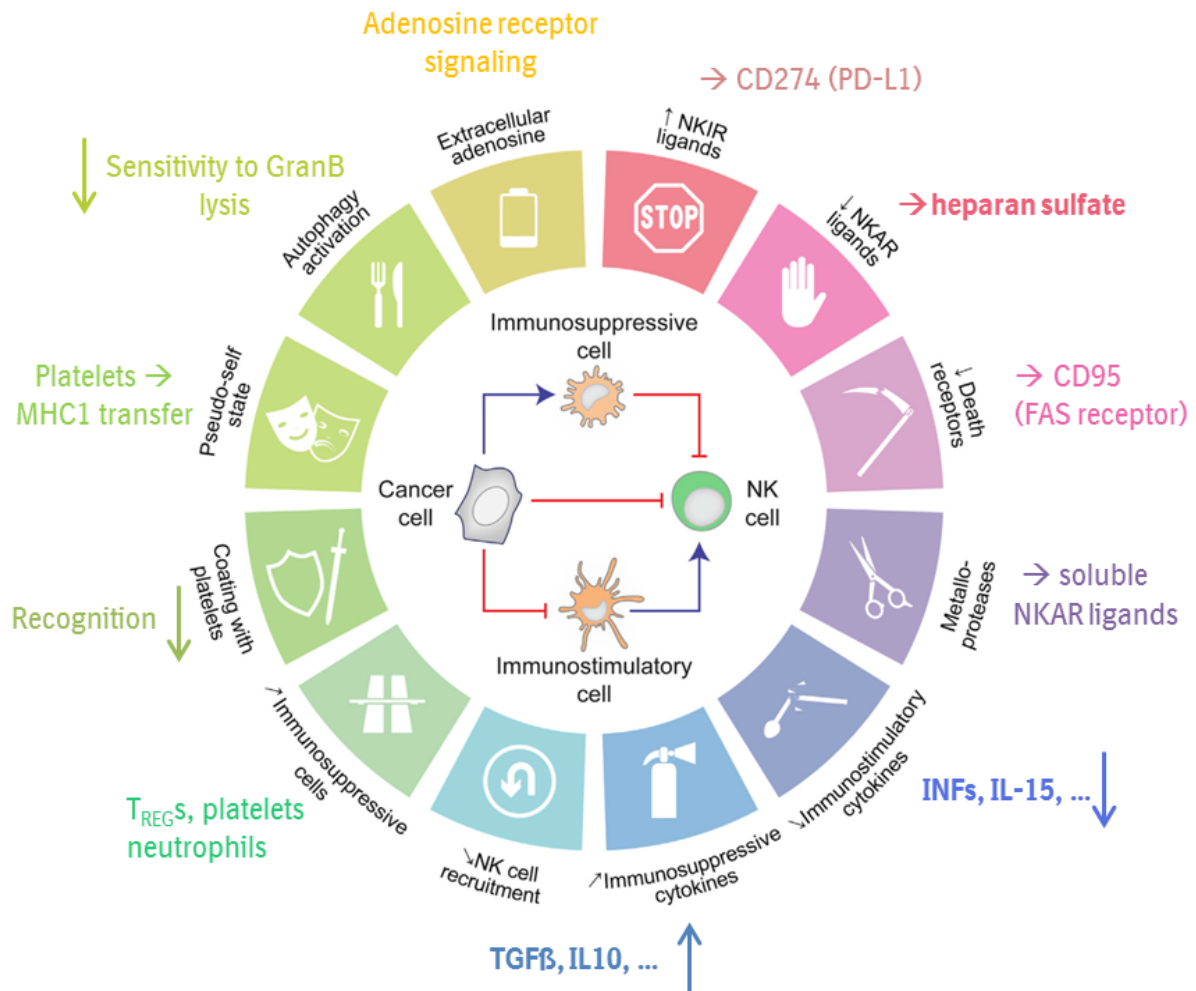 Adenosine receptor
signaling
→ CD274 (PD-L1)
↑ NKIR
ligands
Extracellular
adenosine
↓ Sensitivity to GranB
lysis
Autophagy
activation
STOP
↓ NKAR
ligands
→ heparan sulfate
Immunosuppressive
cell
Platelets →
MHC1 transfer
Pseudo-self
state
↓ Death
receptors
→ CD95
(FAS receptor)
Cancer
cell
NK
cell
Recognition ↓
Coating with
platelets
Metallo-
proteases
→ soluble
NKAR ligands
Immunostimulatory
cell
↗ Immunosuppressive
cells
↘ Immunostimulatory
cytokines
INFs, IL-15, ... ↓
TREGs, platelets
neutrophils
↘ NK cell
recruitment
↗ Immunosuppressive
cytokines
TGFß, IL10, ... ↑